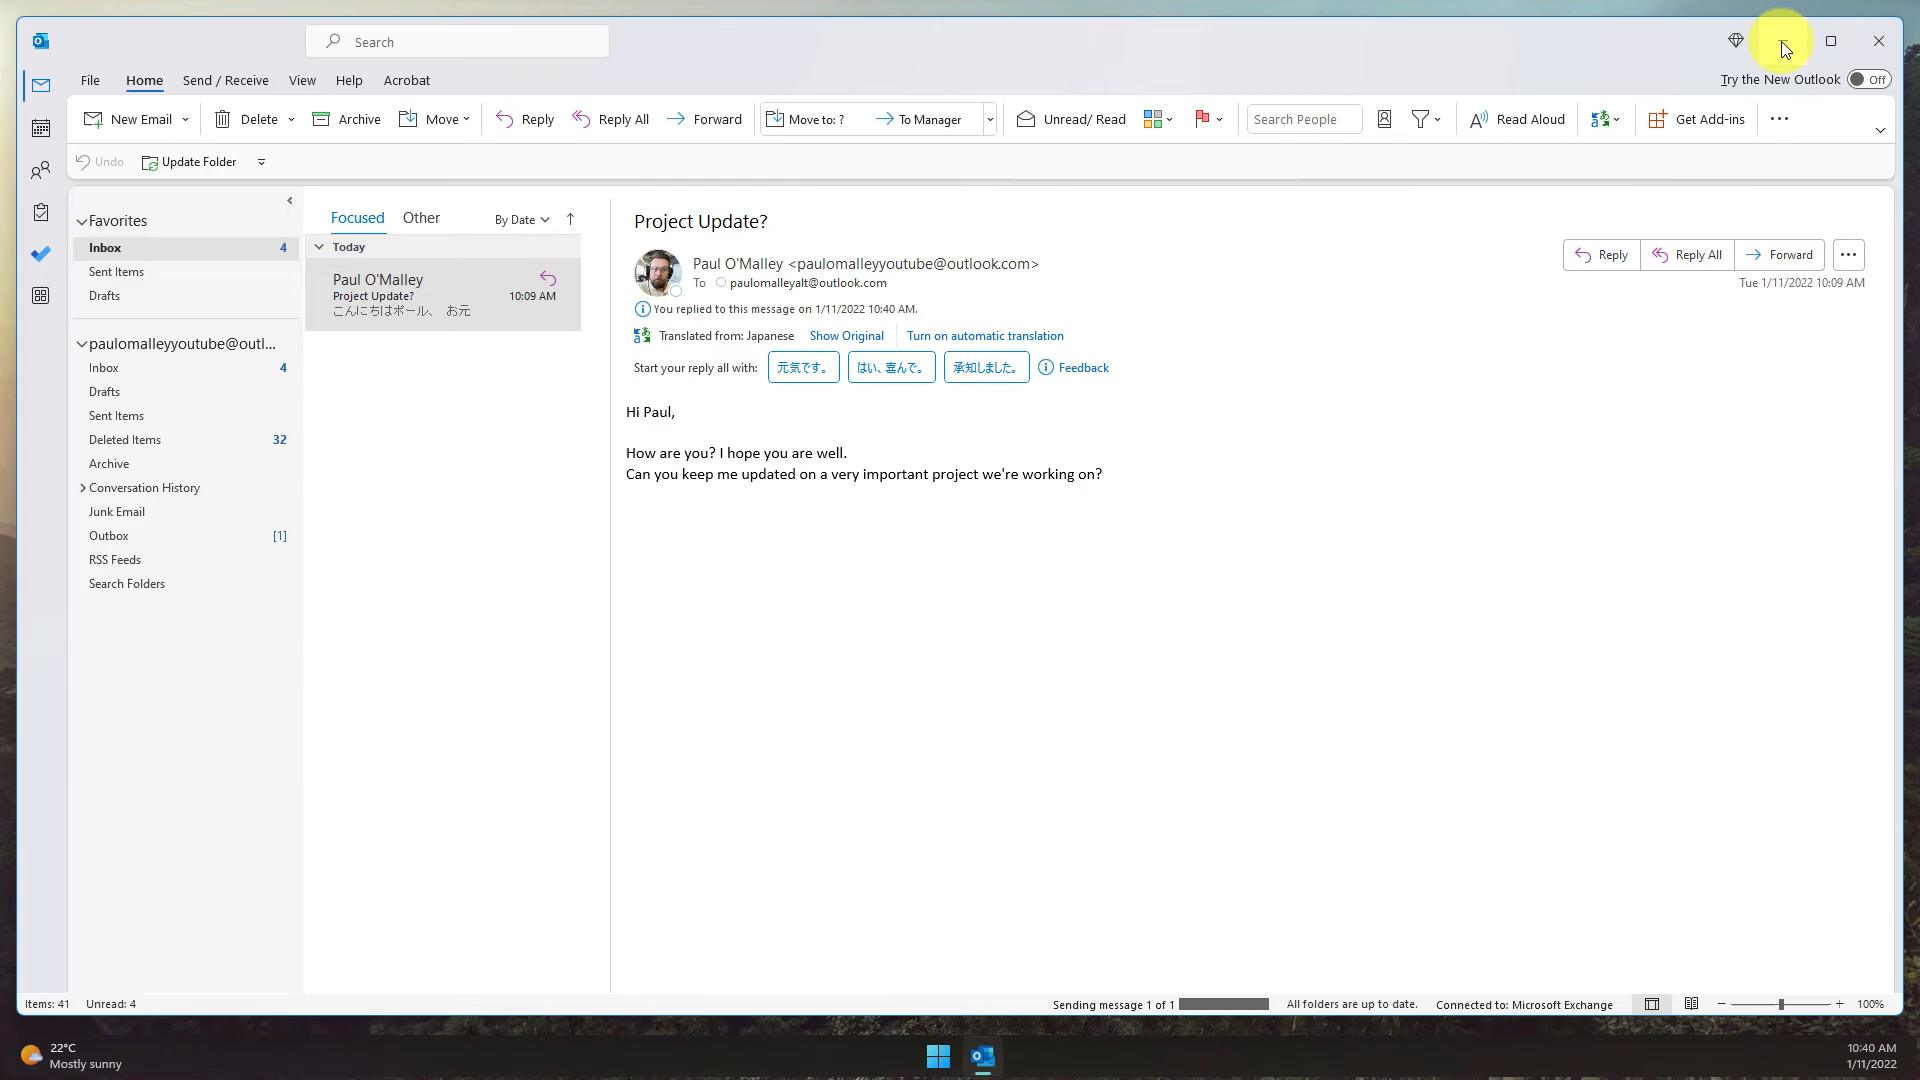 Search
File Home Send / Receive View Help Acrobat
Try the New Outlook Off
New Email Delete Archive Move Reply Reply All Forward Move to: ? To Manager Unread/ Read Search People Read Aloud Get Add-ins
Undo Update Folder
Favorites
Inbox 4
Sent Items
Drafts
paulomalleyyoutube@outl...
Inbox 4
Drafts
Sent Items
Deleted Items 32
Archive
Conversation History
Junk Email
Outbox [1]
RSS Feeds
Search Folders
Focused Other By Date
Today
Paul O'Malley
Project Update? 10:09 AM
こんにちはポール、 お元
Project Update?
Paul O'Malley <paulomalleyyoutube@outlook.com>
To paulomalleyalt@outlook.com
Reply Reply All Forward
Tue 1/11/2022 10:09 AM
You replied to this message on 1/11/2022 10:40 AM.
Translated from: Japanese Show Original Turn on automatic translation
Start your reply all with: 元気です。 はい、喜んで。 承知しました。 Feedback
Hi Paul,
How are you? I hope you are well.
Can you keep me updated on a very important project we're working on?
Items: 41 Unread: 4 Sending message 1 of 1 All folders are up to date. Connected to: Microsoft Exchange 100%
22°C
Mostly sunny
10:40 AM
1/11/2022